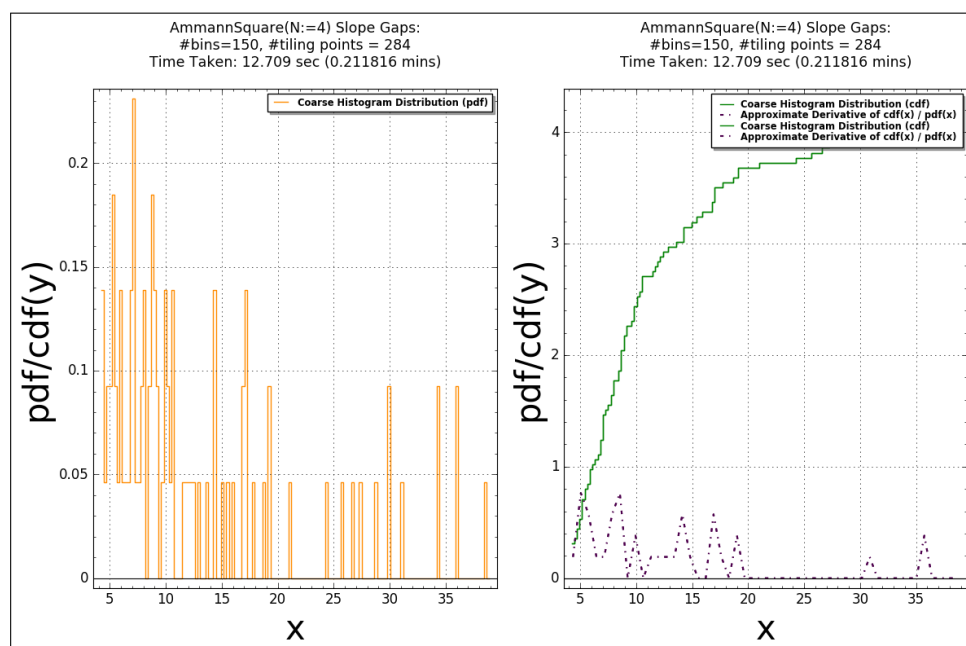 AmmannSquare(N:=4) Slope Gaps:
#bins=150, #tiling points = 284
Time Taken: 12.709 sec (0.211816 mins)
Coarse Histogram Distribution (pdf)
pdf/cdf(y)
0.2
0.15
0.1
0.05
0
5 10 15 20 25 30 35
x
AmmannSquare(N:=4) Slope Gaps:
#bins=150, #tiling points = 284
Time Taken: 12.709 sec (0.211816 mins)
Coarse Histogram Distribution (cdf)
Approximate Derivative of cdf(x) / pdf(x)
Coarse Histogram Distribution (cdf)
Approximate Derivative of cdf(x) / pdf(x)
pdf/cdf(y)
4
3
2
1
0
5 10 15 20 25 30 35
x